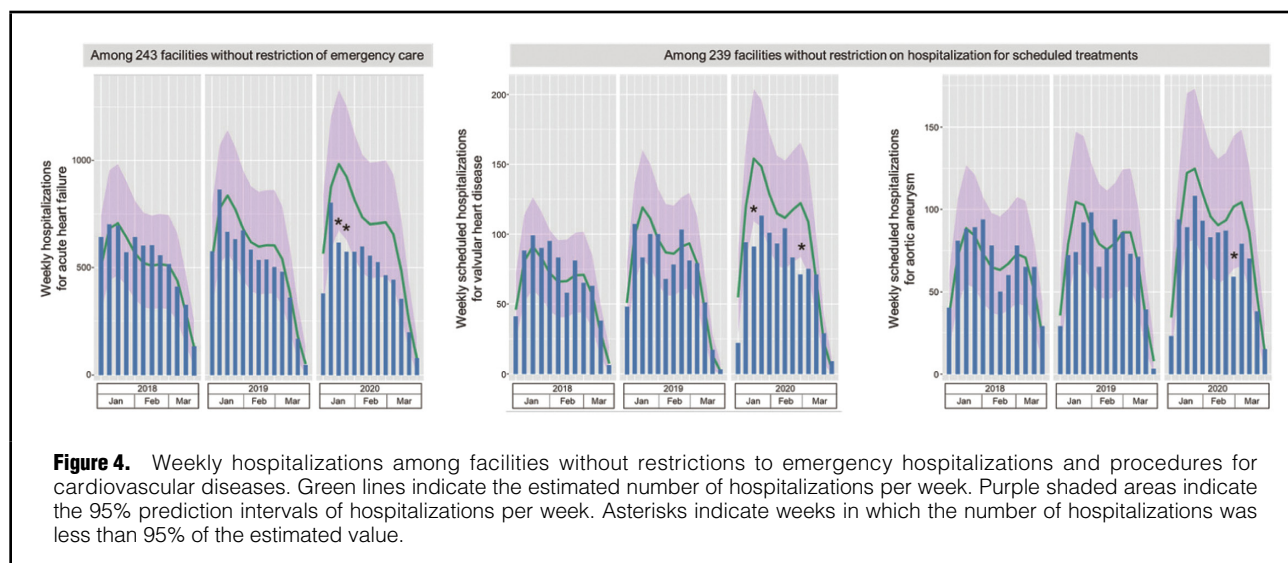 Among 243 facilities without restriction of emergency care
Among 239 facilities without restriction on hospitalization for scheduled treatments
Weekly hospitalizations
for acute heart failure
1000
500
0
2018
Jan Feb Mar
2019
Jan Feb Mar
* *
2020
Jan Feb Mar
Weekly scheduled hospitalizations
for valvular heart disease
200
150
100
50
0
2018
Jan Feb Mar
2019
Jan Feb Mar
* *
2020
Jan Feb Mar
Weekly scheduled hospitalizations
for aortic aneurysm
150
100
50
0
2018
Jan Feb Mar
2019
Jan Feb Mar
*
2020
Jan Feb Mar
Figure 4. Weekly hospitalizations among facilities without restrictions to emergency hospitalizations and procedures for
cardiovascular diseases. Green lines indicate the estimated number of hospitalizations per week. Purple shaded areas indicate
the 95% prediction intervals of hospitalizations per week. Asterisks indicate weeks in which the number of hospitalizations was
less than 95% of the estimated value.